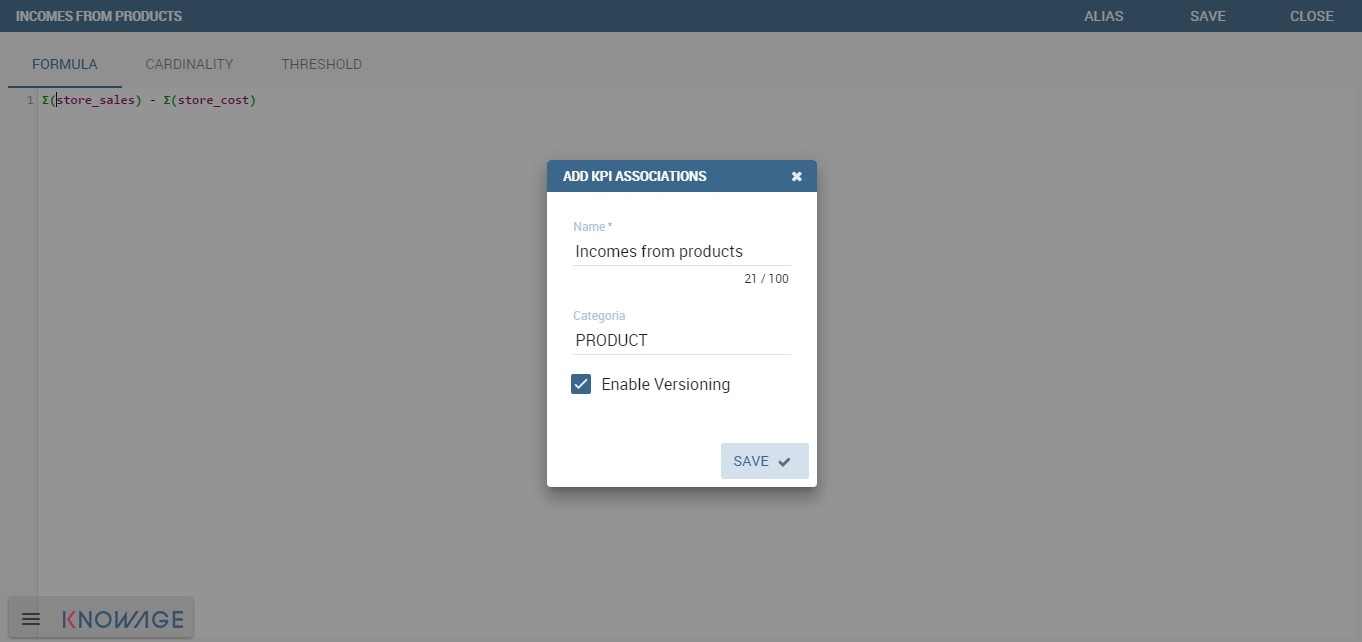 INCOMES FROM PRODUCTS ALIAS SAVE CLOSE
FORMULA CARDINALITY THRESHOLD
1 Σ(store_sales) - Σ(store_cost)
ADD KPI ASSOCIATIONS
Name *
Incomes from products
21 / 100
Categoria
PRODUCT
Enable Versioning
SAVE
KNOWAGE